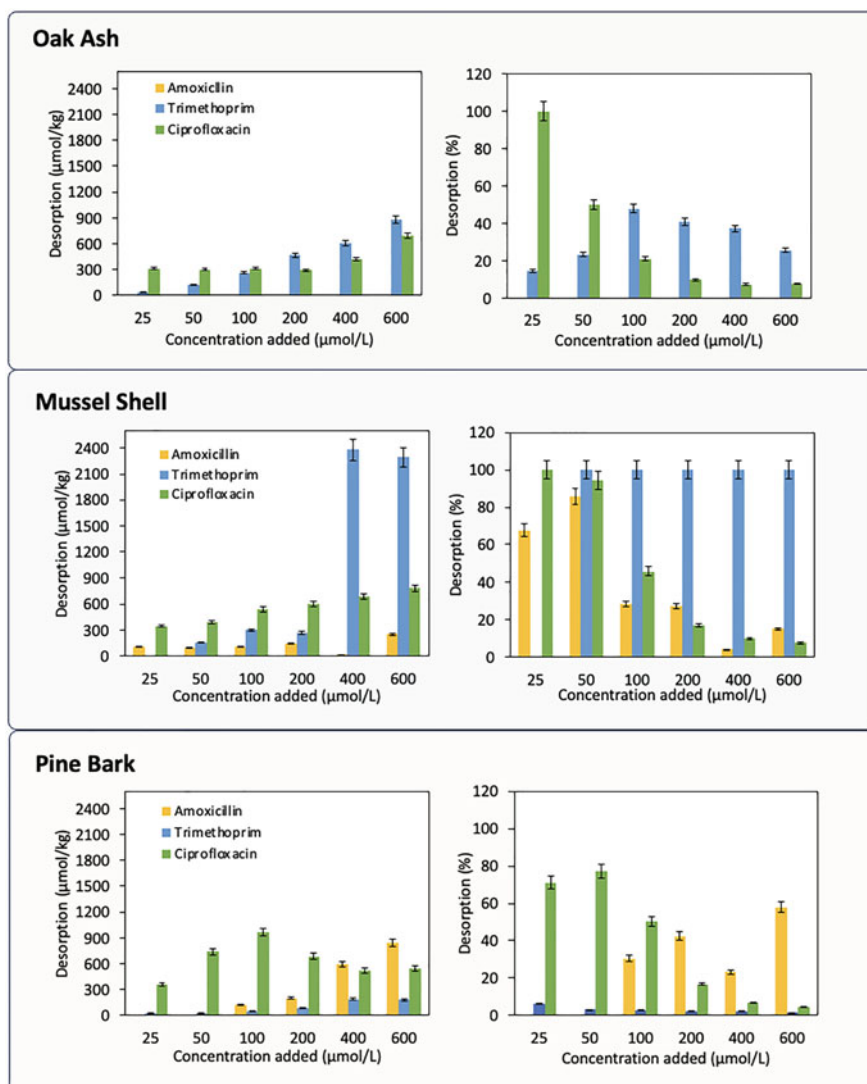 Oak Ash
Desorption (µmol/kg)
2400
2100
1800
1500
1200
900
600
300
0
Amoxicllin
Trimethoprim
Ciprofloxacin
25 50 100 200 400 600
Concentration added (µmol/L)
Desorption (%)
120
100
80
60
40
20
0
25 50 100 200 400 600
Concentration added (µmol/L)
Mussel Shell
Desorption (µmol/kg)
2400
2100
1800
1500
1200
900
600
300
0
Amoxicillin
Trimethoprim
Ciprofloxacin
25 50 100 200 400 600
Concentration added (µmol/L)
Desorption (%)
120
100
80
60
40
20
0
25 50 100 200 400 600
Concentration added (µmol/L)
Pine Bark
Desorption (µmol/kg)
2400
2100
1800
1500
1200
900
600
300
0
Amoxicillin
Trimethoprim
Ciprofloxacin
25 50 100 200 400 600
Concentration added (µmol/L)
Desorption (%)
120
100
80
60
40
20
0
25 50 100 200 400 600
Concentration added (µmol/L)